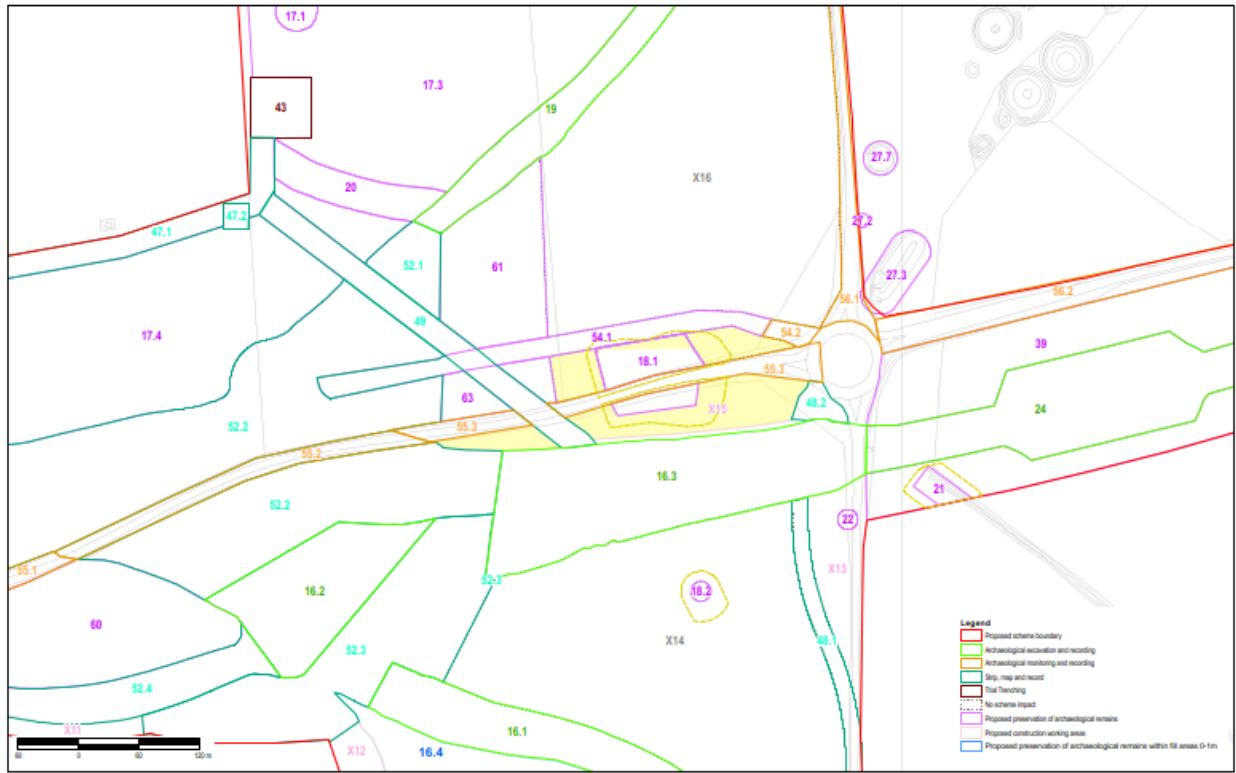 17.1
17.3
43
19
27.7
20
X16
47.2
27.2
47.1
52.1
61
27.3
56.2
56.1
49
17.4
54.2
54.1
39
18.1
55.3
63
48.2
X15
24
52.2
55.3
55.2
16.3
21
52.2
22
55.1
X13
52.3
16.2
18.2
60
X14
48.1
52.3
52.4
X11
16.1
X12
16.4
60 0 60 120 m
Legend
Proposed scheme boundary
Archaeological excavation and recording
Archaeological monitoring and recording
Strip, map and record
Trial Trenching
No scheme impact
Proposed preservation of archaeological remains
Proposed construction working areas
Proposed preservation of archaeological remains within fill areas 0-1m